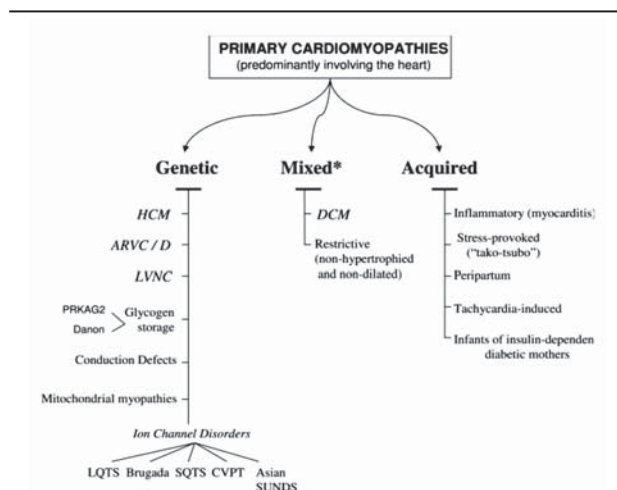 PRIMARY CARDIOMYOPATHIES
(predominantly involving the heart)
Genetic
HCM
ARVC / D
LVNC
PRKAG2
Danon
Glycogen
storage
Conduction Defects
Mitochondrial myopathies
Ion Channel Disorders
LQTS Brugada SQTS CVPT Asian
SUNDS
Mixed*
DCM
Restrictive
(non-hypertrophied
and non-dilated)
Acquired
Inflammatory (myocarditis)
Stress-provoked
("tako-tsubo")
Peripartum
Tachycardia-induced
Infants of insulin-dependen
diabetic mothers